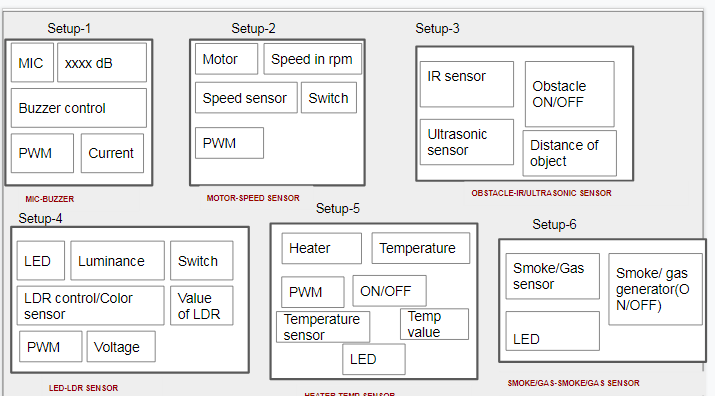 Setup-1
MIC
xxxx dB
Buzzer control
PWM
Current
MIC-BUZZER
Setup-2
Motor
Speed in rpm
Speed sensor
Switch
PWM
MOTOR-SPEED SENSOR
Setup-3
IR sensor
Obstacle
ON/OFF
Ultrasonic
sensor
Distance of
object
OBSTACLE-IR/ULTRASONIC SENSOR
Setup-4
LED
Luminance
Switch
LDR control/Color
sensor
Value
of LDR
PWM
Voltage
LED-LDR SENSOR
Setup-5
Heater
Temperature
PWM
ON/OFF
Temperature
sensor
Temp
value
LED
HEATER-TEMP SENSOR
Setup-6
Smoke/Gas
sensor
Smoke/ gas
generator(O
N/OFF)
LED
SMOKE/GAS-SMOKE/GAS SENSOR